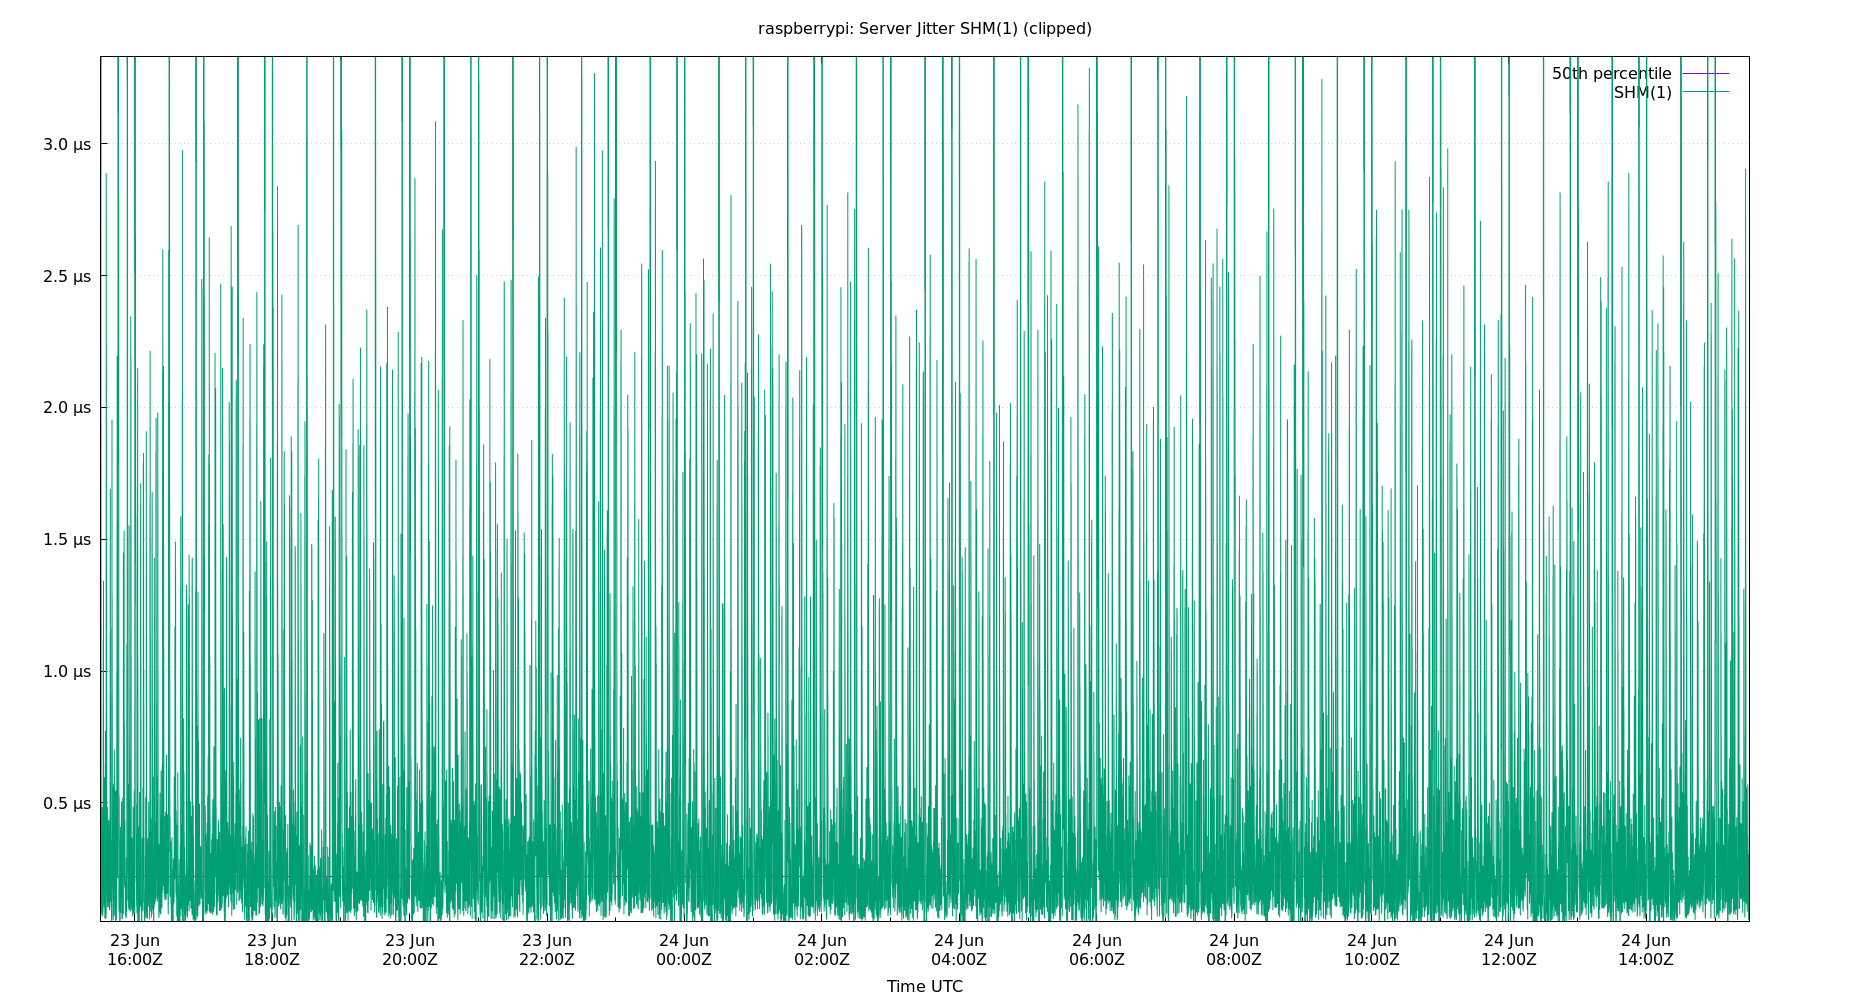 raspberrypi: Server Jitter SHM(1) (clipped)
50th percentile
SHM(1)
3.0 µs
2.5 µs
2.0 µs
1.5 µs
1.0 µs
0.5 µs
23 Jun 23 Jun 23 Jun 23 Jun 24 Jun 24 Jun 24 Jun 24 Jun 24 Jun 24 Jun 24 Jun 24 Jun
16:00Z 18:00Z 20:00Z 22:00Z 00:00Z 02:00Z 04:00Z 06:00Z 08:00Z 10:00Z 12:00Z 14:00Z
Time UTC